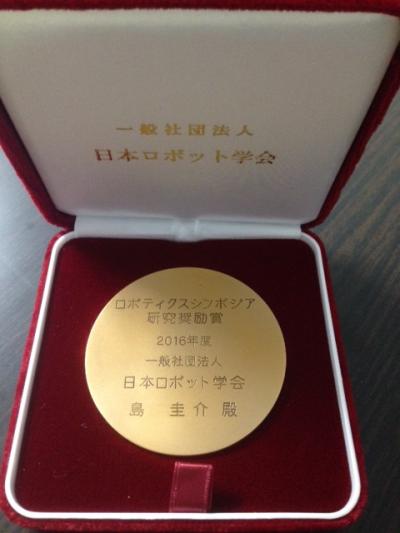 一般社団法人
日本ロボット学会
ロボティクスシンポジア
研究奨励賞
2016年度
一般社団法人
日本ロボット学会
島 圭介 殿